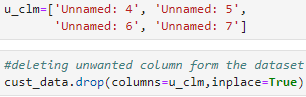 u_clm=['Unnamed: 4', 'Unnamed: 5',
'Unnamed: 6', 'Unnamed: 7']
#deleting unwanted column form the dataset
cust_data.drop(columns=u_clm,inplace=True)